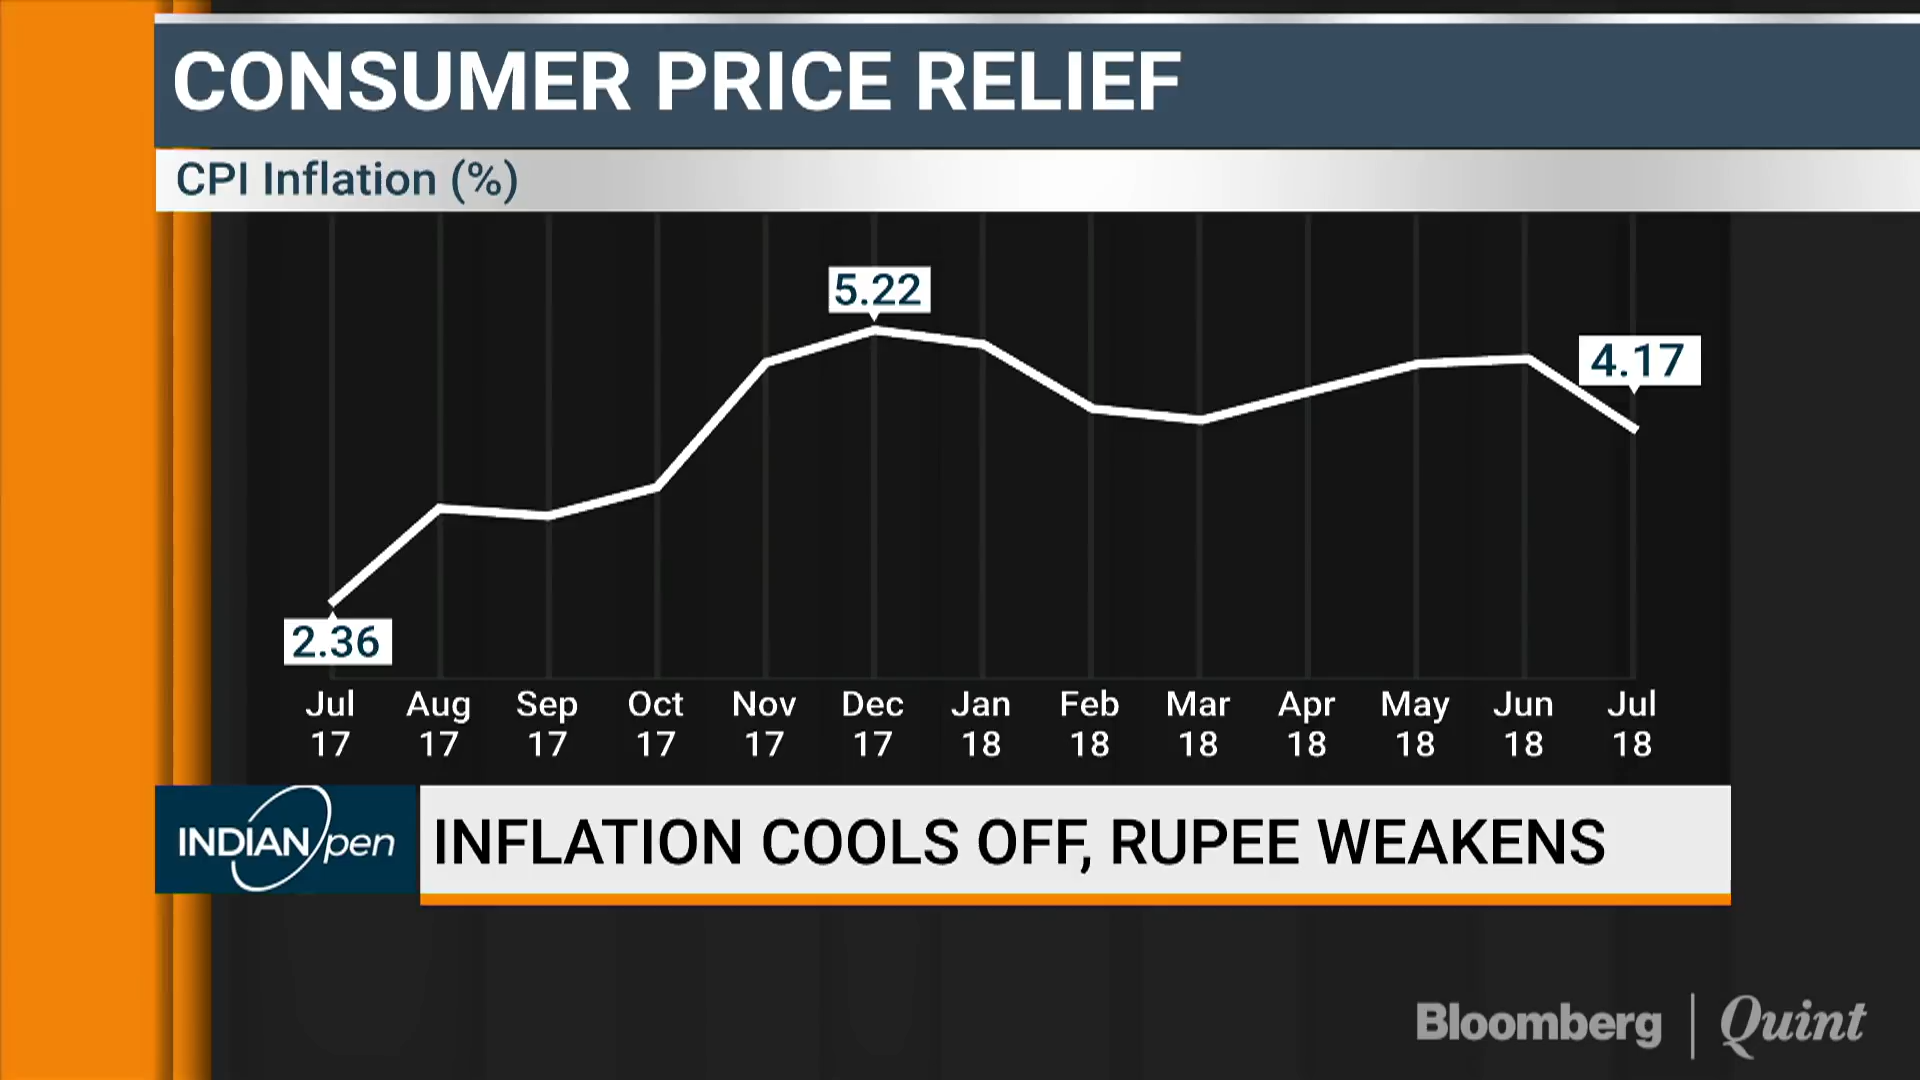 CONSUMER PRICE RELIEF
CPI Inflation (%)
5.22
4.17
2.36
Jul Aug Sep Oct Nov Dec Jan Feb Mar Apr May Jun Jul
17 17 17 17 17 17 18 18 18 18 18 18 18
INDIAN Open INFLATION COOLS OFF, RUPEE WEAKENS
Bloomberg | Quint